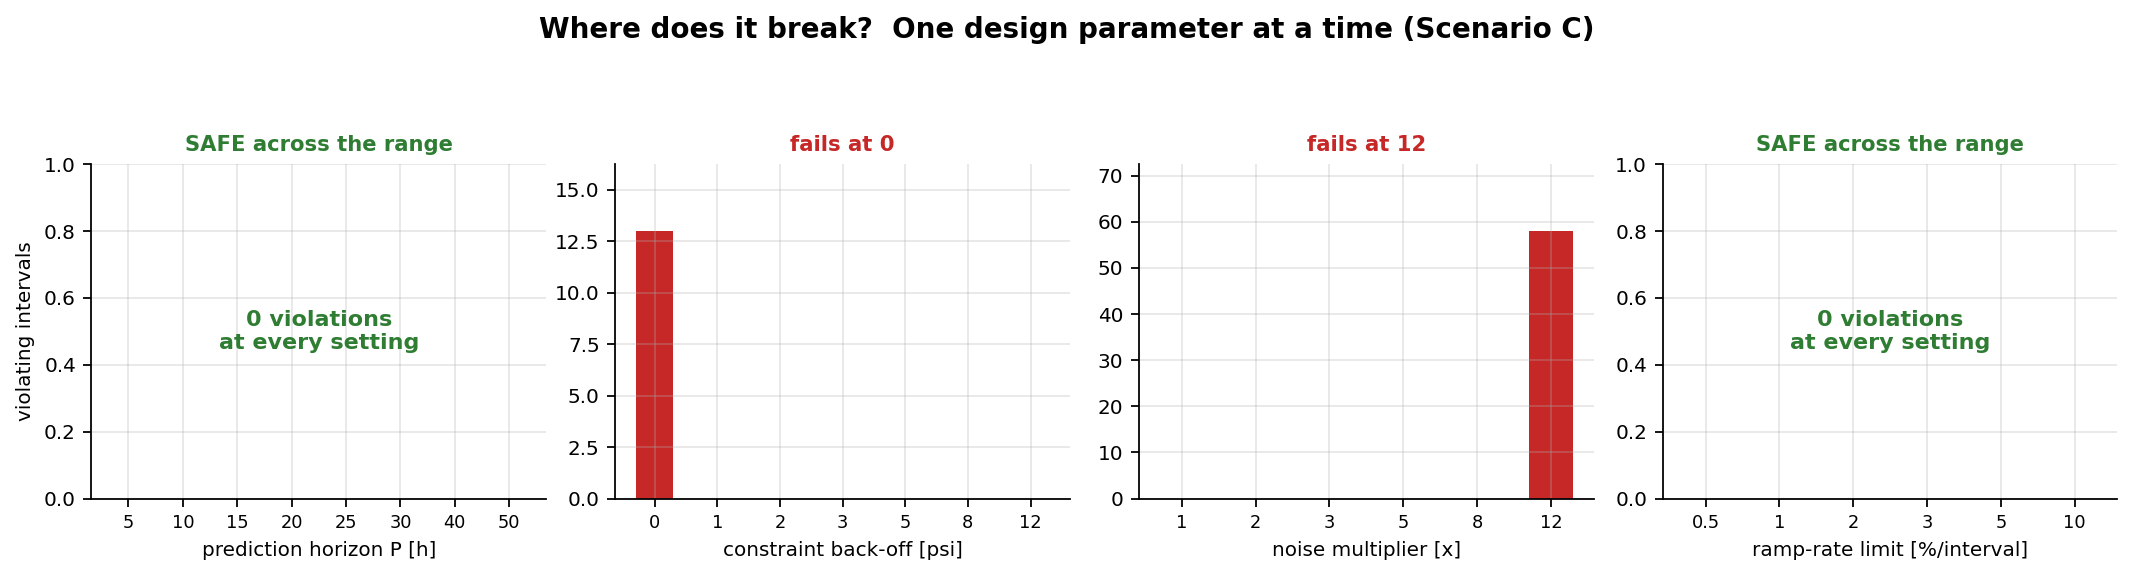 Where does it break?  One design parameter at a time (Scenario C)
SAFE across the range
violating intervals
1.0
0.8
0.6
0.4
0.2
0.0
0 violations
at every setting
5 10 15 20 25 30 40 50
prediction horizon P [h]
fails at 0
15.0
12.5
10.0
7.5
5.0
2.5
0.0
0 1 2 3 5 8 12
constraint back-off [psi]
fails at 12
70
60
50
40
30
20
10
0
1 2 3 5 8 12
noise multiplier [x]
SAFE across the range
1.0
0.8
0.6
0.4
0.2
0.0
0 violations
at every setting
0.5 1 2 3 5 10
ramp-rate limit [%/interval]